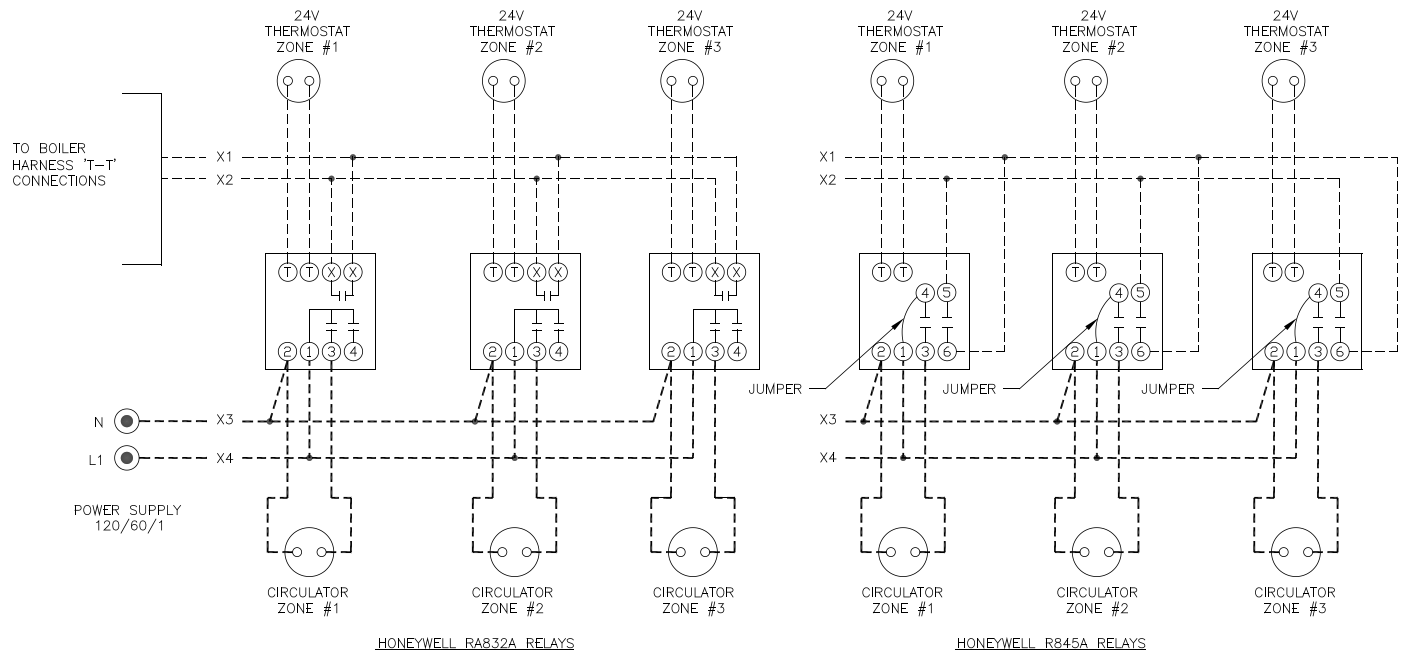 24V
THERMOSTAT
ZONE #1
24V
THERMOSTAT
ZONE #2
24V
THERMOSTAT
ZONE #3
24V
THERMOSTAT
ZONE #1
24V
THERMOSTAT
ZONE #2
24V
THERMOSTAT
ZONE #3
TO BOILER
HARNESS 'T-T'
CONNECTIONS
X1
X2
X1
X2
T T X X
T T X X
T T X X
T T
T T
T T
4 5
4 5
4 5
2 1 3 4
2 1 3 4
2 1 3 4
2 1 3 6
2 1 3 6
2 1 3 6
JUMPER
JUMPER
JUMPER
N
X3
X3
L1
X4
X4
POWER SUPPLY
120/60/1
CIRCULATOR
ZONE #1
CIRCULATOR
ZONE #2
CIRCULATOR
ZONE #3
CIRCULATOR
ZONE #1
CIRCULATOR
ZONE #2
CIRCULATOR
ZONE #3
HONEYWELL RA832A RELAYS
HONEYWELL R845A RELAYS